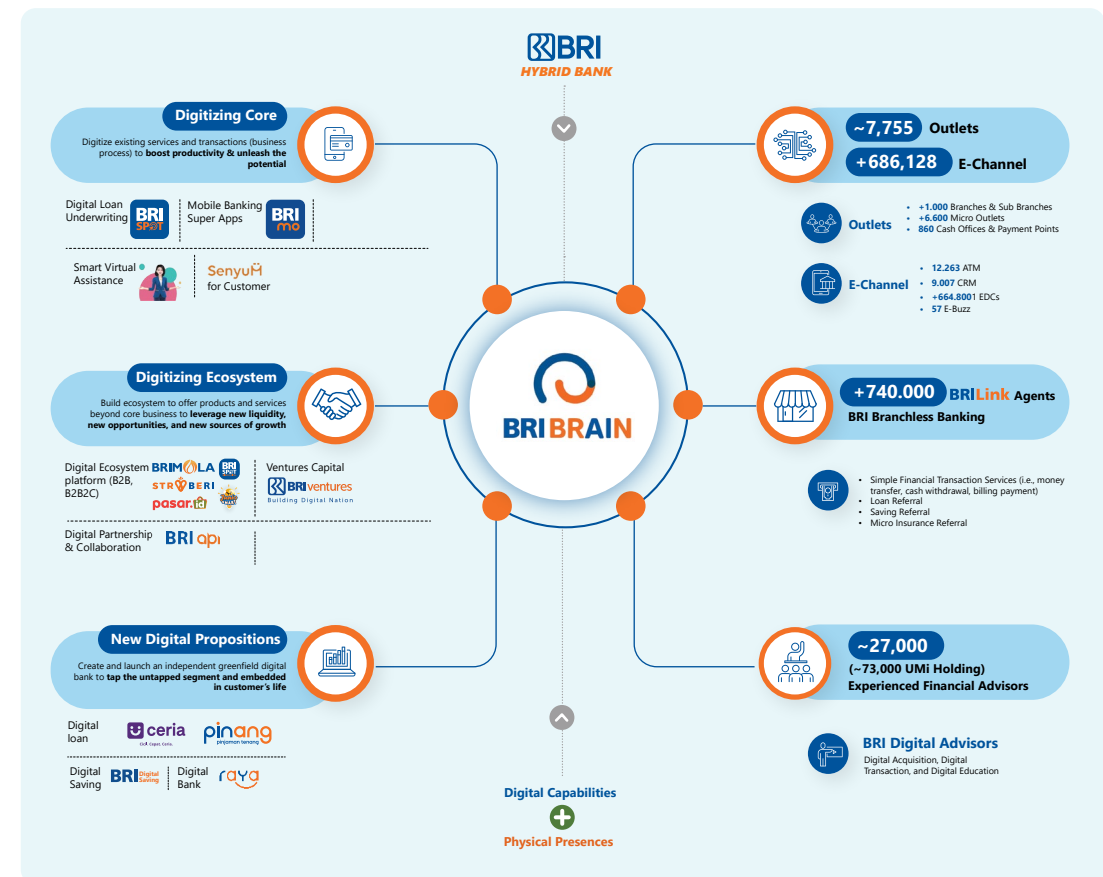 BRI
HYBRID BANK
Digitizing Core
Digitize existing services and transactions (business
process) to boost productivity & unleash the
potential
Digital Loan
Underwriting
BRI
SPOT
Mobile Banking
Super Apps
BRI
mo
Smart Virtual
Assistance
SenyuM
for Customer
Digitizing Ecosystem
Build ecosystem to offer products and services
beyond core business to leverage new liquidity,
new opportunities, and new sources of growth
Digital Ecosystem
platform (B2B,
B2B2C)
BRIMOLA
BRI
SPOT
STROBERI
pasar.id
Ventures Capital
BRI ventures
Building Digital Nation
Digital Partnership
& Collaboration
BRI api
New Digital Propositions
Create and launch an independent greenfield digital
bank to tap the untapped segment and embedded
in customer's life
Digital
loan
ceria
Cicil, Cepat, Ceria.
pinang
pinjaman tenang
Digital
Saving
BRI Digital
Saving
Digital
Bank
raya
BRI BRAIN
~7,755 Outlets
+686,128 E-Channel
Outlets
• +1.000 Branches & Sub Branches
• +6.600 Micro Outlets
• 860 Cash Offices & Payment Points
E-Channel
• 12.263 ATM
• 9.007 CRM
• +664.8001 EDCs
• 57 E-Buzz
+740.000 BRILink Agents
BRI Branchless Banking
• Simple Financial Transaction Services (i.e., money
transfer, cash withdrawal, billing payment)
• Loan Referral
• Saving Referral
• Micro Insurance Referral
~27,000
(~73,000 UMi Holding)
Experienced Financial Advisors
BRI Digital Advisors
Digital Acquisition, Digital
Transaction, and Digital Education
Digital Capabilities
Physical Presences